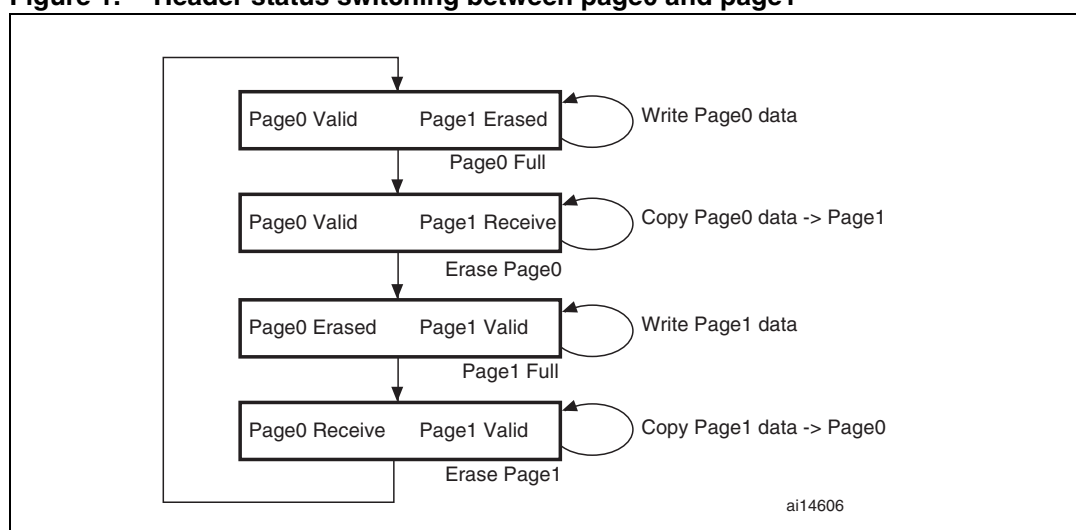 Figure 1. Header status switching between page0 and page1
Page0 Valid Page1 Erased
Write Page0 data
Page0 Full
Page0 Valid Page1 Receive
Copy Page0 data -> Page1
Erase Page0
Page0 Erased Page1 Valid
Write Page1 data
Page1 Full
Page0 Receive Page1 Valid
Copy Page1 data -> Page0
Erase Page1
ai14606